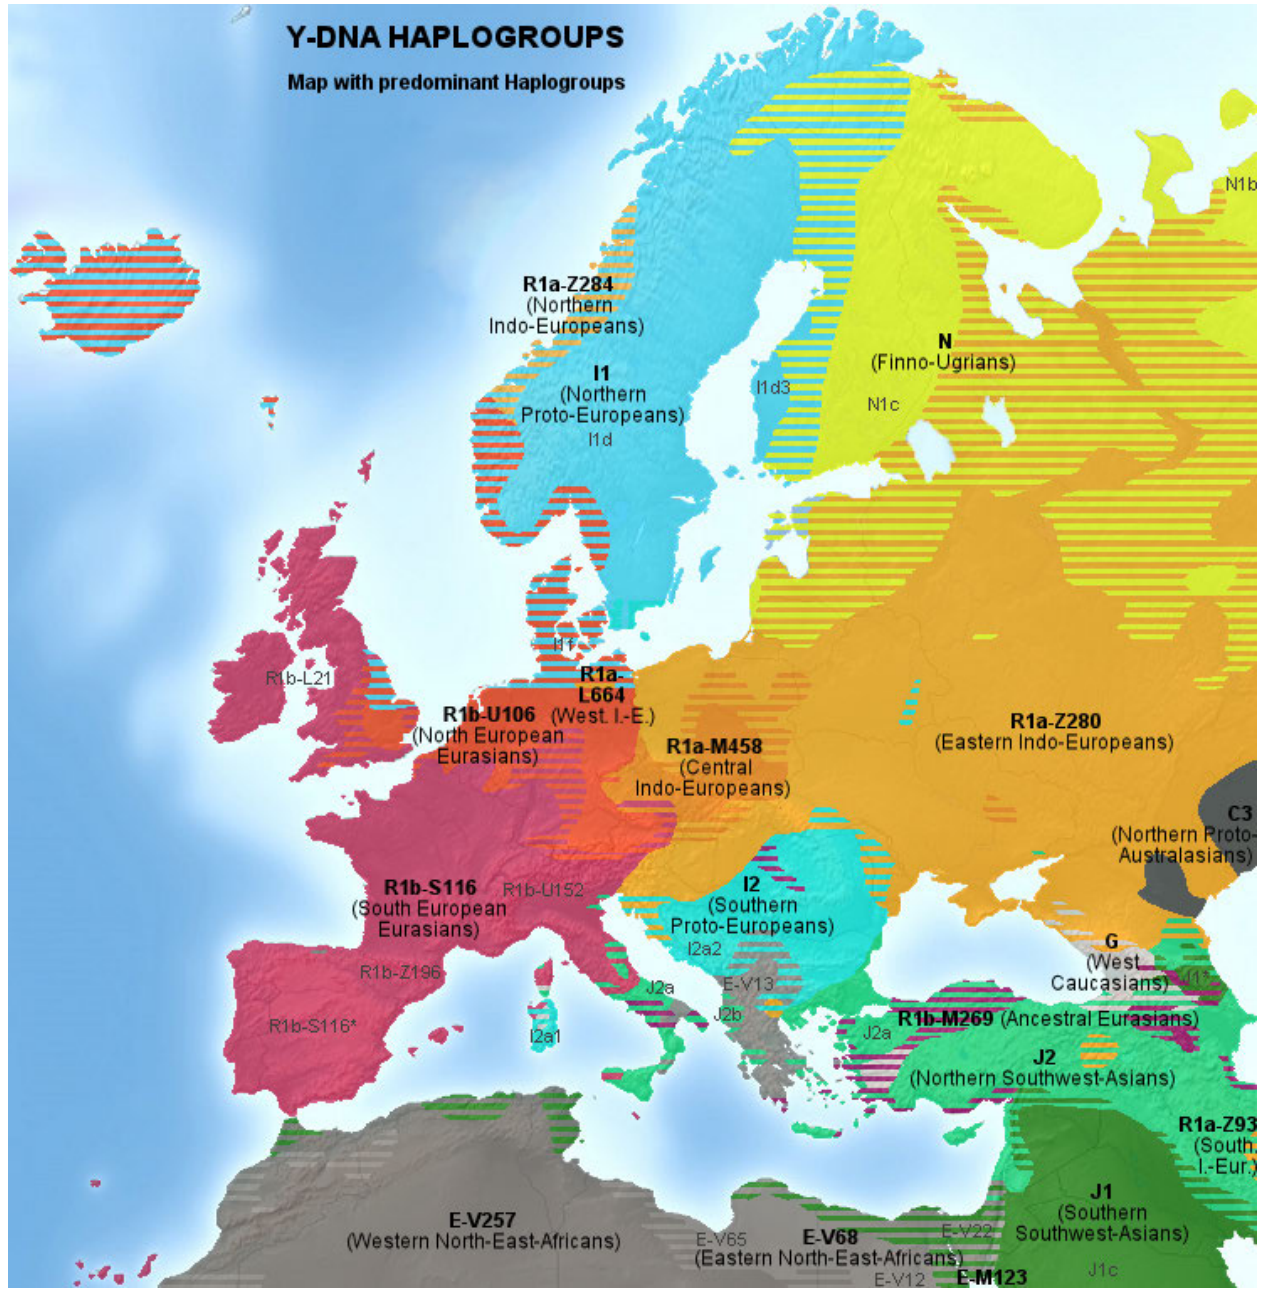 Y-DNA HAPLOGROUPS
Map with predominant Haplogroups
N1b
R1a-Z284
(Northern
Indo-Europeans)
N
(Finno-Ugrians)
I1
(Northern
Proto-Europeans)
I1d
I1d3
N1c
I1f
R1b-L21
R1a-
L664
(West. I.-E.)
R1b-U106
(North European
Eurasians)
R1a-M458
(Central
Indo-Europeans)
R1a-Z280
(Eastern Indo-Europeans)
C3
(Northern Proto-
Australasians)
R1b-S116
(South European
Eurasians)
R1b-U152
I2
(Southern
Proto-Europeans)
I2a2
G
(West
Caucasians)
J1*
R1b-Z196
E-V13
J2a
J2b
R1b-S116*
I2a1
J2a
R1b-M269 (Ancestral Eurasians)
J2
(Northern Southwest-Asians)
R1a-Z93
(South.
I.-Eur.)
J1
(Southern
Southwest-Asians)
J1c
E-V257
(Western North-East-Africans)
E-V65
E-V68
(Eastern North-East-Africans)
E-V22
E-V12
E-M123